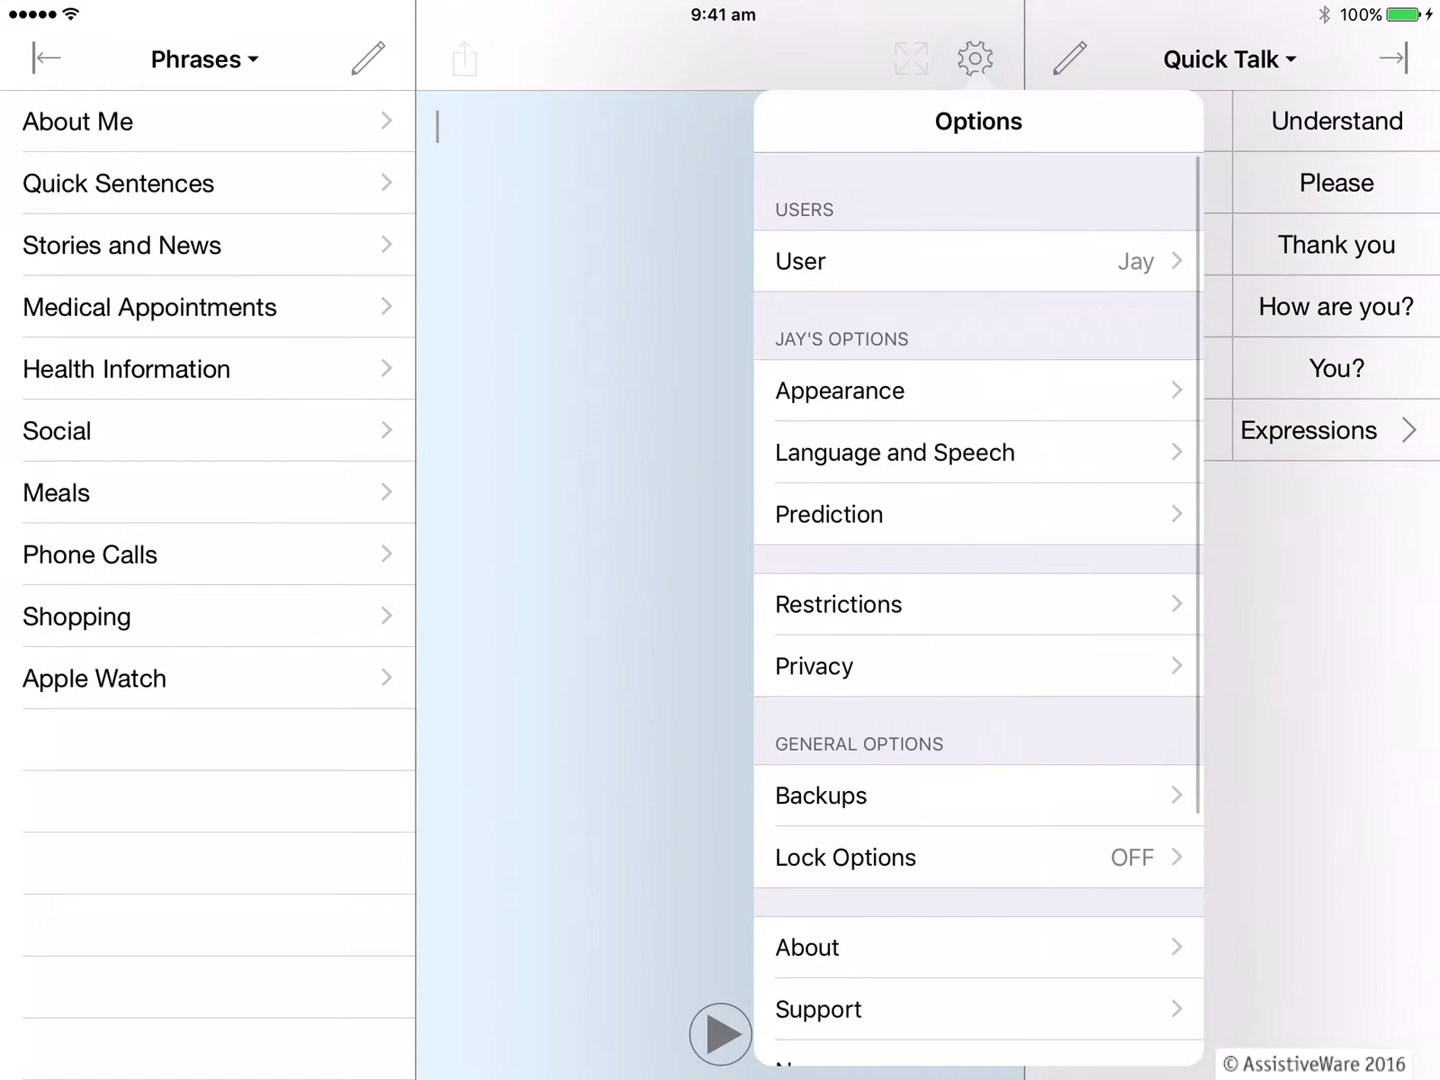 9:41 am
100%
Phrases
Quick Talk
About Me
Quick Sentences
Stories and News
Medical Appointments
Health Information
Social
Meals
Phone Calls
Shopping
Apple Watch
Options
USERS
User Jay
JAY'S OPTIONS
Appearance
Language and Speech
Prediction
Restrictions
Privacy
GENERAL OPTIONS
Backups
Lock Options OFF
About
Support
Understand
Please
Thank you
How are you?
You?
Expressions
© AssistiveWare 2016